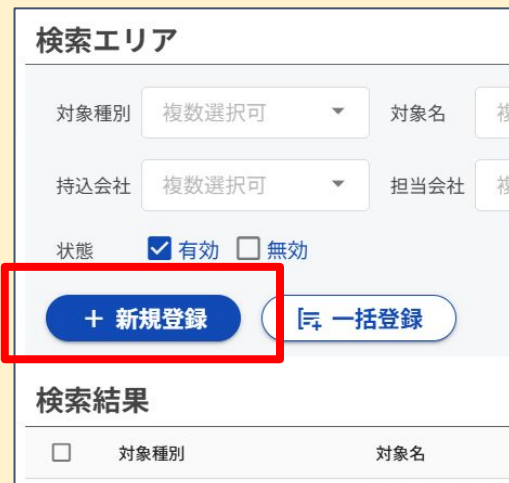 検索エリア
対象種別 複数選択可 対象名
持込会社 複数選択可 担当会社
状態 有効 無効
+ 新規登録 一括登録
検索結果
対象種別 対象名